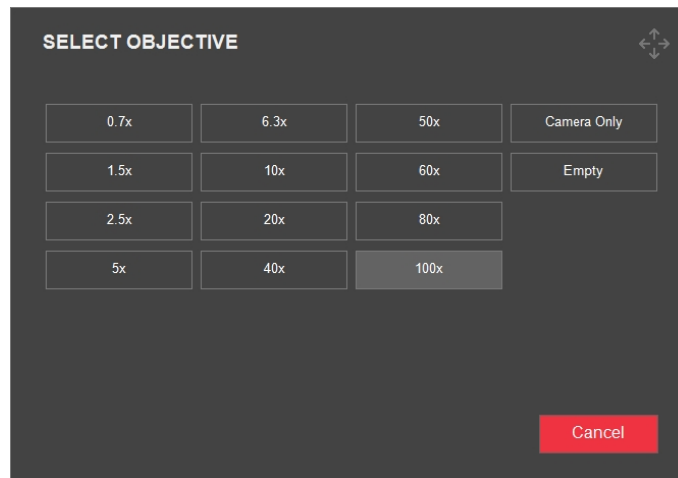 SELECT OBJECTIVE
0.7x
6.3x
50x
Camera Only
1.5x
10x
60x
Empty
2.5x
20x
80x
5x
40x
100x
Cancel